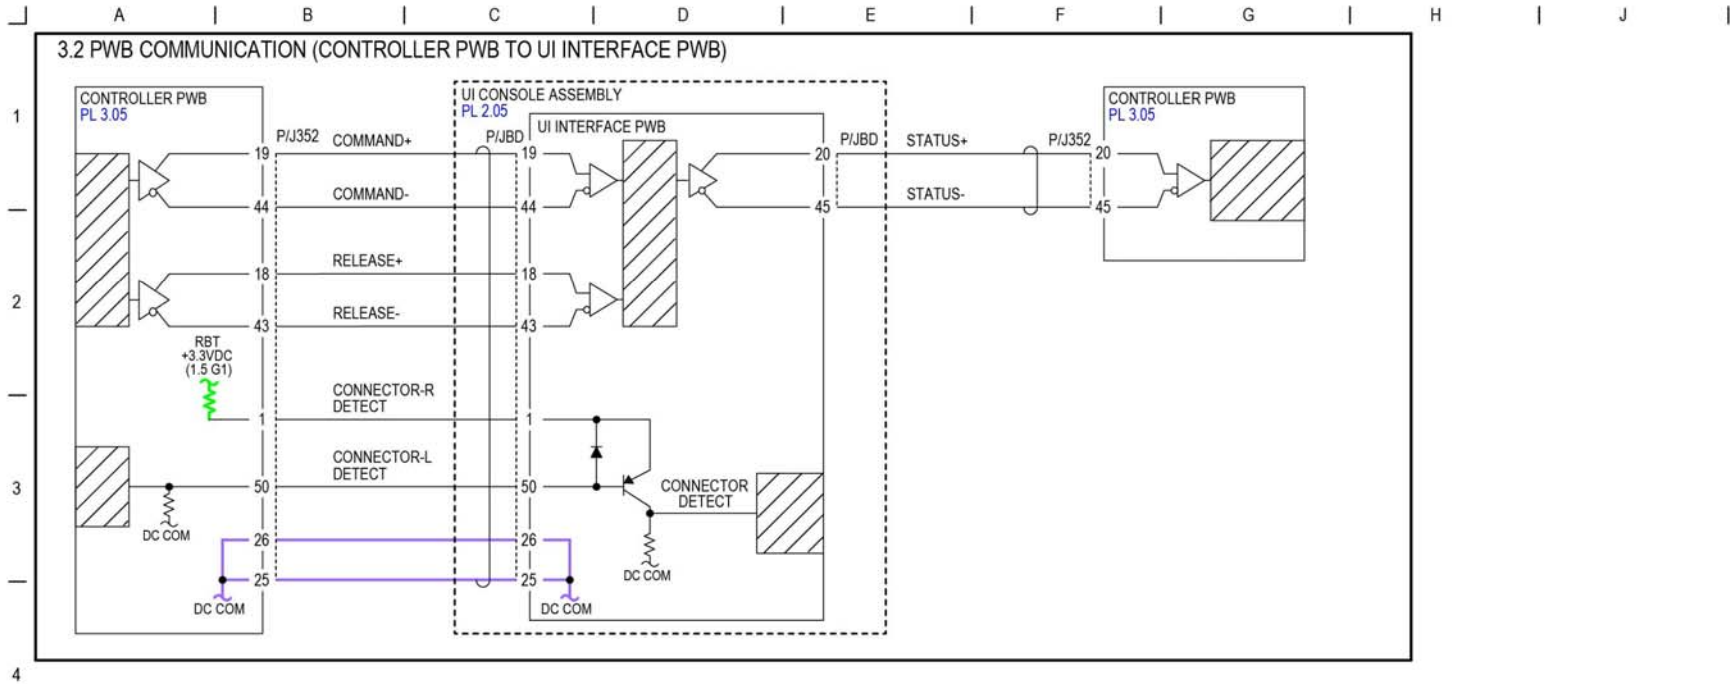 A B C D E F G H J
3.2 PWB COMMUNICATION (CONTROLLER PWB TO UI INTERFACE PWB)
1
CONTROLLER PWB
PL 3.05
UI CONSOLE ASSEMBLY
PL 2.05
UI INTERFACE PWB
CONTROLLER PWB
PL 3.05
P/J352 COMMAND+ P/JBD P/JBD STATUS+ P/J352
19 19 20 20
COMMAND- STATUS-
44 44 45 45
2
RELEASE+
18 18
RELEASE-
43 43
RBT
+3.3VDC
(1.5 G1)
CONNECTOR-R
DETECT
1 1
3
CONNECTOR-L
DETECT
50 50
CONNECTOR
DETECT
DC COM
26 26
DC COM
25 25
DC COM DC COM
4